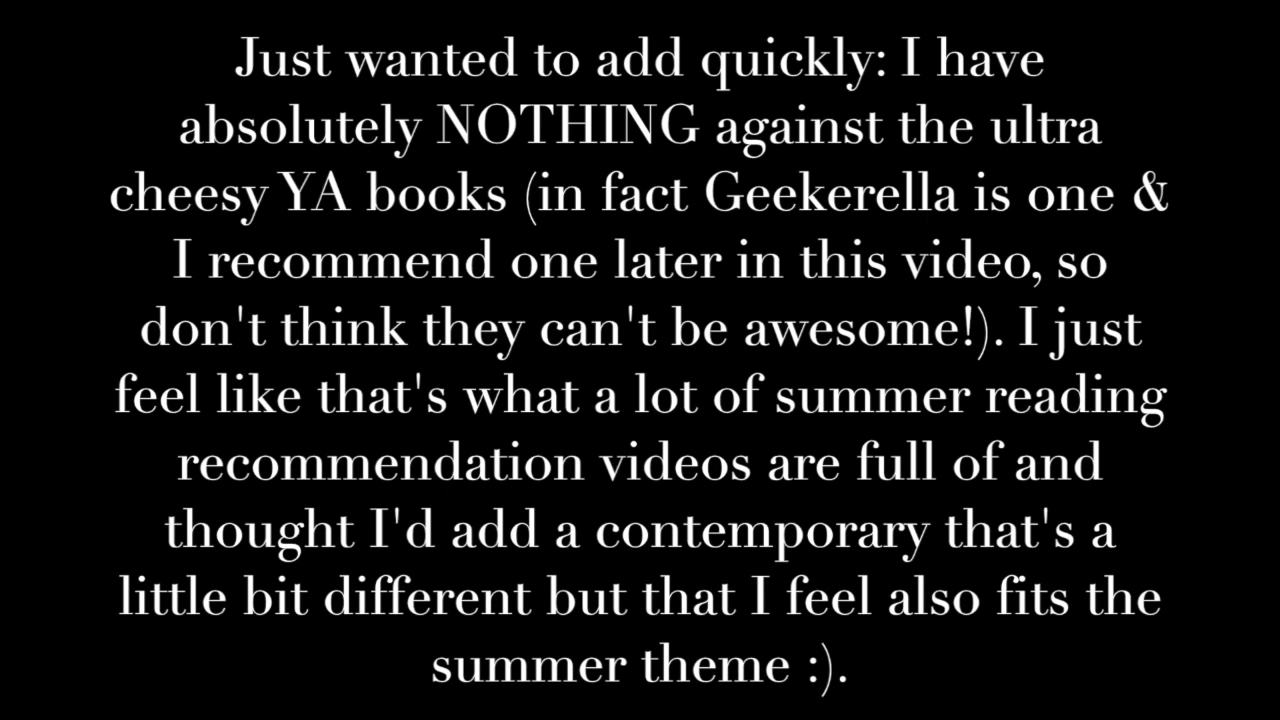 Just wanted to add quickly: I have
absolutely NOTHING against the ultra
cheesy YA books (in fact Geekerella is one &
I recommend one later in this video, so
don't think they can't be awesome!). I just
feel like that's what a lot of summer reading
recommendation videos are full of and
thought I'd add a contemporary that's a
little bit different but that I feel also fits the
summer theme :).